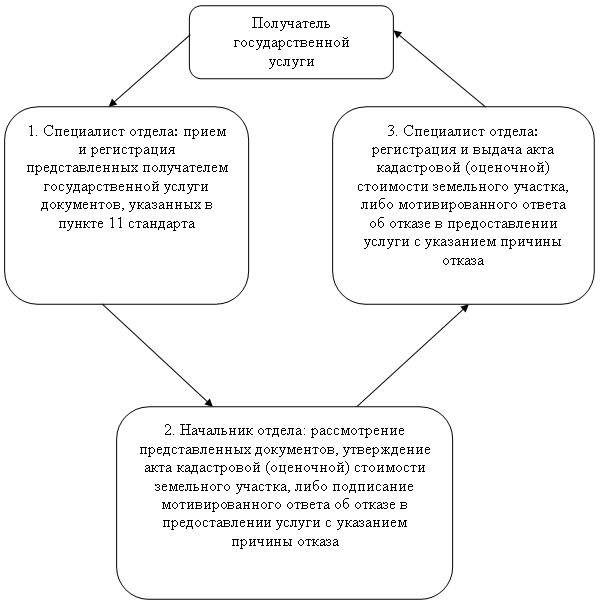 Получатель
государственной
услуги
1. Специалист отдела: прием
и регистрация
представленных получателем
государственной услуги
документов, указанных в
пункте 11 стандарта
3. Специалист отдела:
регистрация и выдача акта
кадастровой (оценочной)
стоимости земельного участка,
либо мотивированного ответа
об отказе в предоставлении
услуги с указанием причины
отказа
2. Начальник отдела: рассмотрение
представленных документов, утверждение
акта кадастровой (оценочной) стоимости
земельного участка, либо подписание
мотивированного ответа об отказе в
предоставлении услуги с указанием
причины отказа